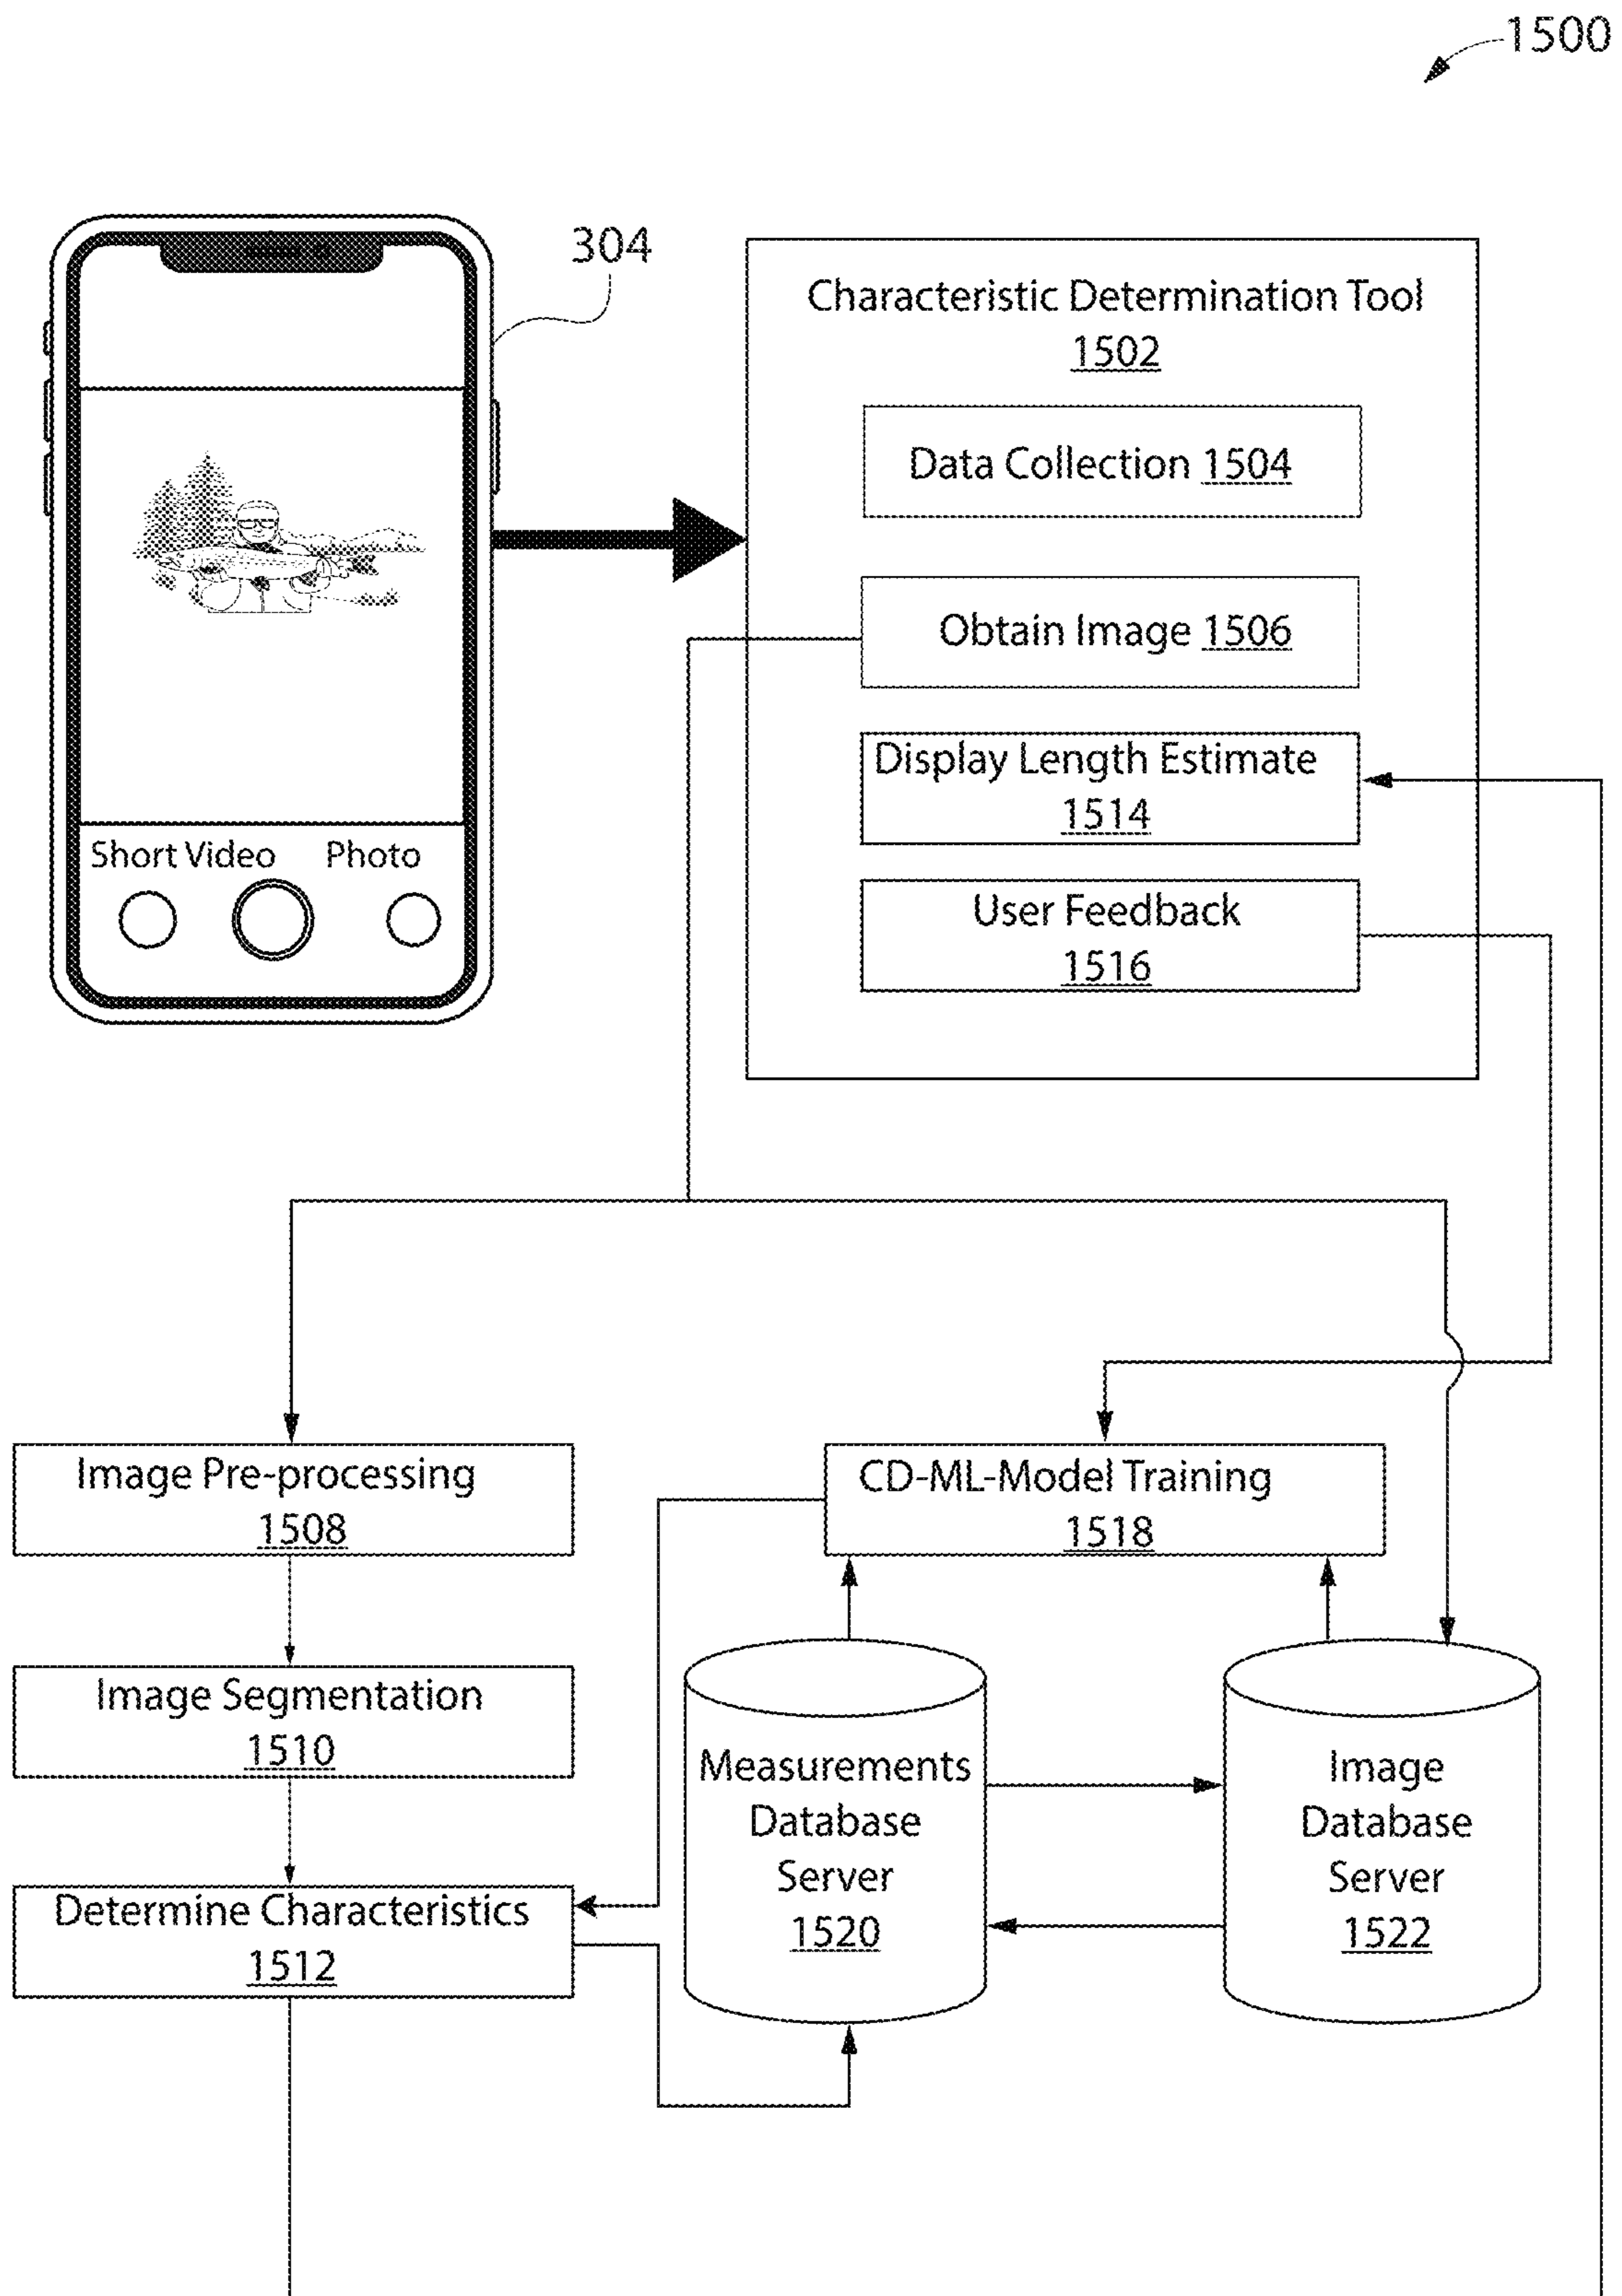 1500
304
Characteristic Determination Tool
1502
Data Collection 1504
Obtain Image 1506
Display Length Estimate
1514
User Feedback
1516
Short Video Photo
Image Pre-processing
1508
CD-ML-Model Training
1518
Image Segmentation
1510
Determine Characteristics
1512
Measurements
Database
Server
1520
Image
Database
Server
1522